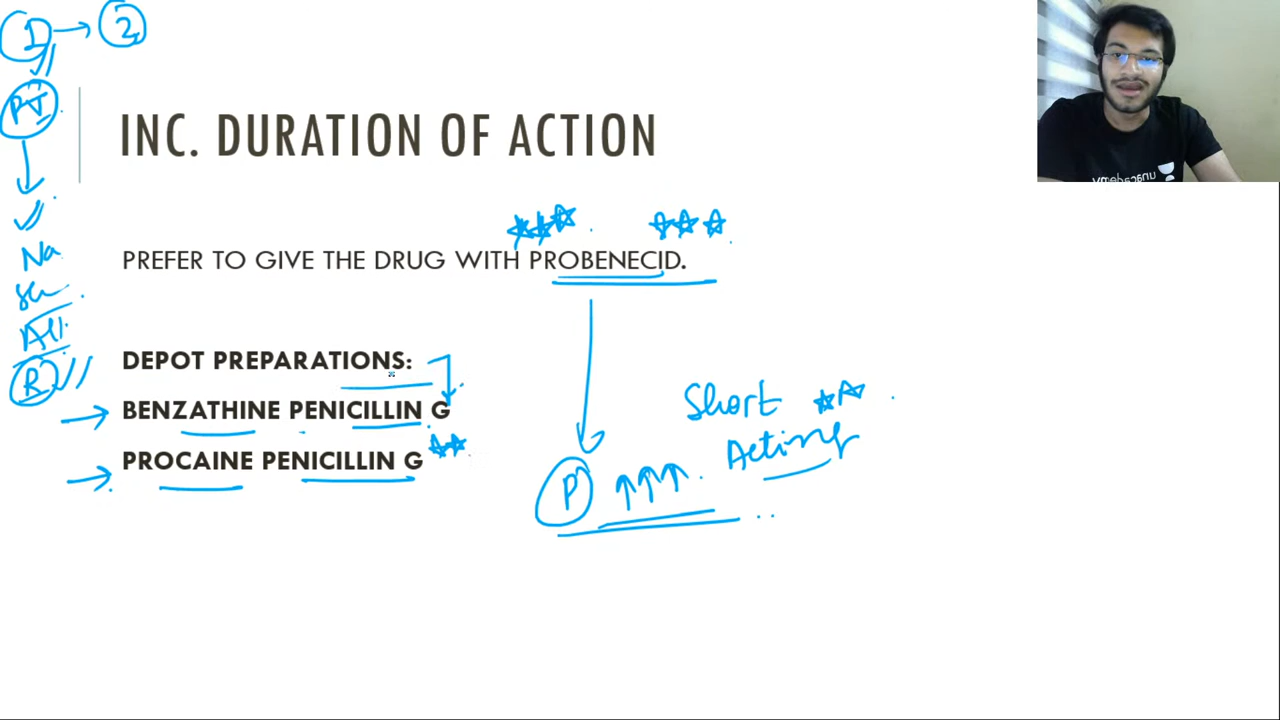 1 → 2
PT
INC. DURATION OF ACTION
PREFER TO GIVE THE DRUG WITH PROBENECID.
Na
DEPOT PREPARATIONS:
R
BENZATHINE PENICILLIN G
PROCAINE PENICILLIN G
Short
Acting
P ↑↑↑